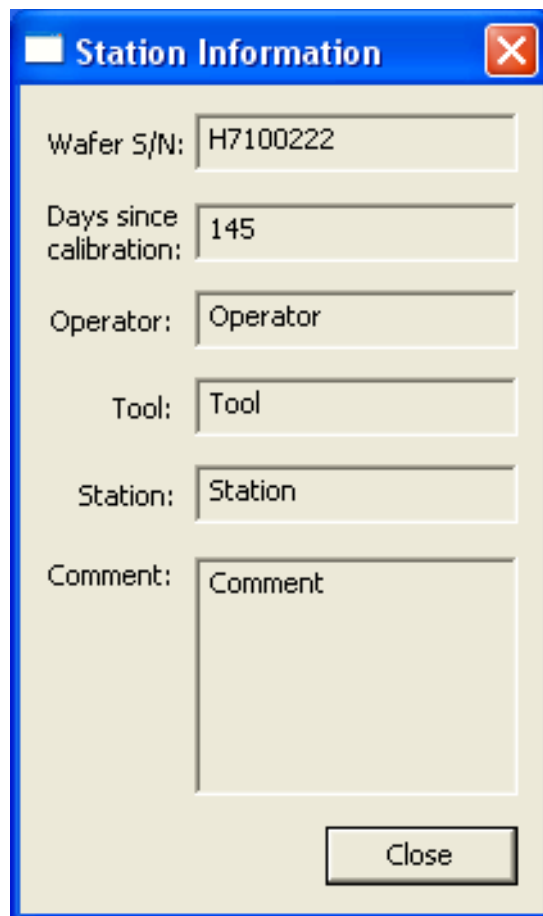 Station Information
Wafer S/N: H7100222
Days since
calibration: 145
Operator: Operator
Tool: Tool
Station: Station
Comment: Comment
Close